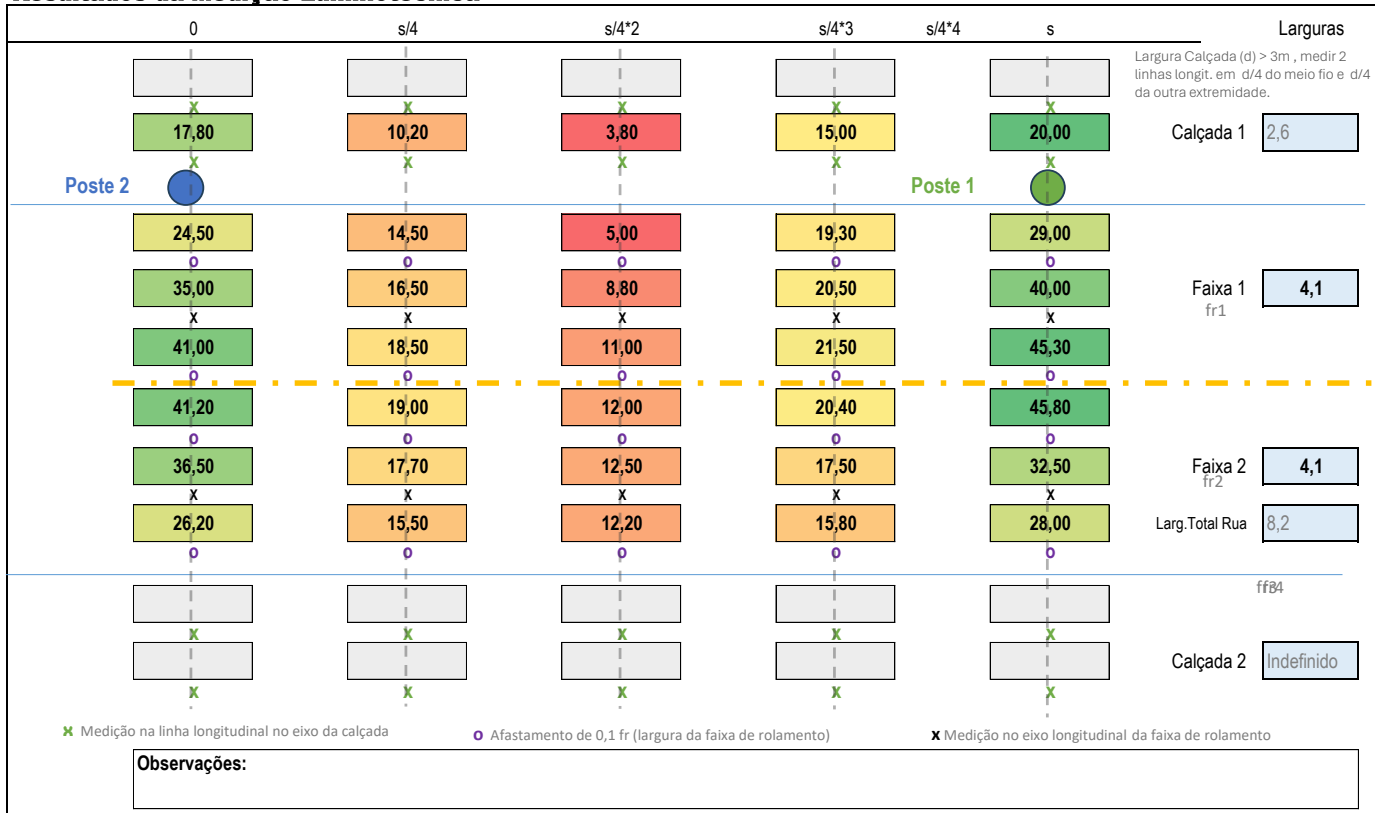 Resultados da Medição Luminotécnica
0 s/4 s/4*2 s/4*3 s/4*4 s Larguras
Largura Calçada (d) > 3m , medir 2
linhas longit. em d/4 do meio fio e d/4
da outra extremidade.
x x x x x
17,80 10,20 3,80 15,00 20,00 Calçada 1 2,6
x x x x x
Poste 2 Poste 1
24,50 14,50 5,00 19,30 29,00
o o o o o
35,00 16,50 8,80 20,50 40,00 Faixa 1 4,1
fr1
x x x x x
41,00 18,50 11,00 21,50 45,30
o o o o o
41,20 19,00 12,00 20,40 45,80
o o o o o
36,50 17,70 12,50 17,50 32,50 Faixa 2 4,1
fr2
x x x x x
26,20 15,50 12,20 15,80 28,00 Larg.Total Rua 8,2
o o o o o
x x x x x
Calçada 2 Indefinido
x x x x x
x Medição na linha longitudinal no eixo da calçada o Afastamento de 0,1 fr (largura da faixa de rolamento) x Medição no eixo longitudinal da faixa de rolamento
Observações: